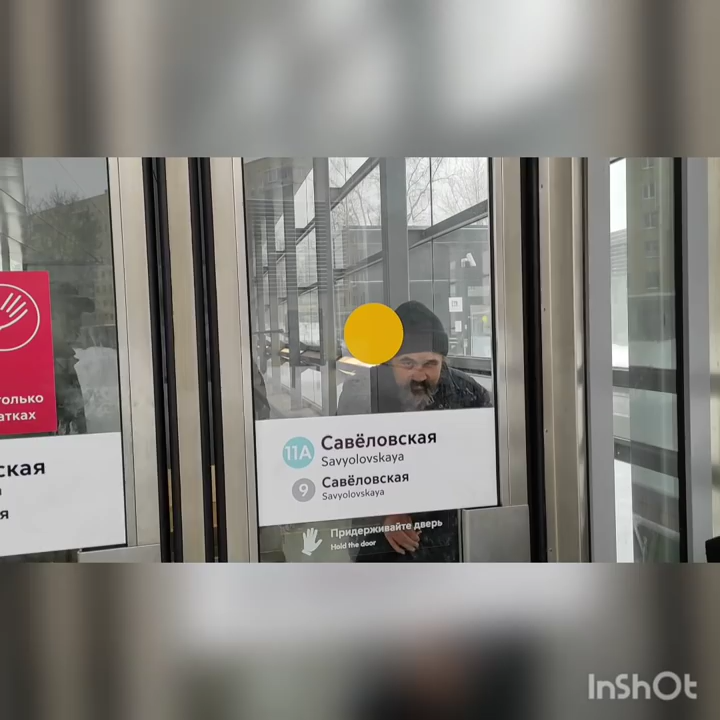 только
атках
ская
я
11А Савёловская
Savyolovskaya
9 Савёловская
Savyolovskaya
Придерживайте дверь
Hold the door
InShOt